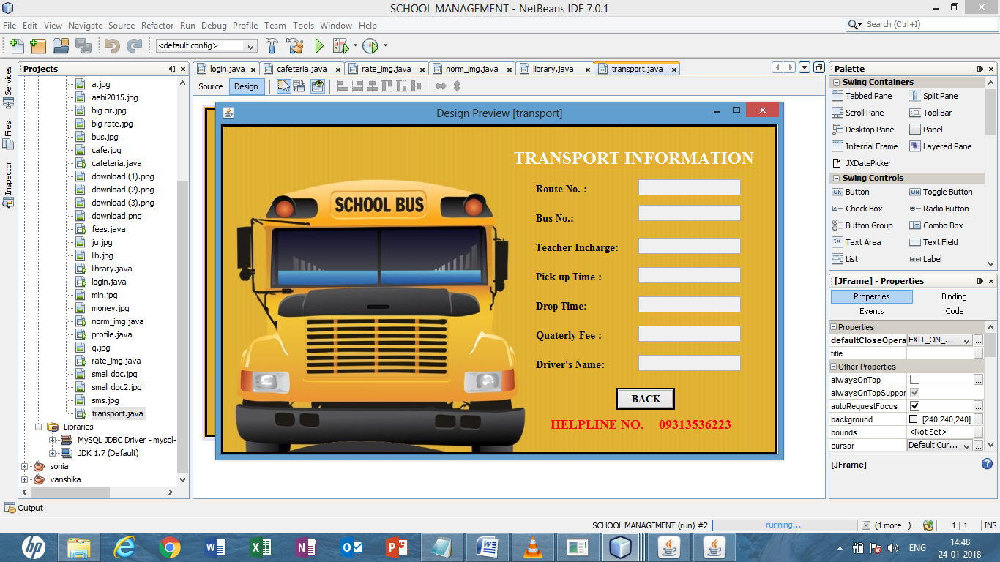 SCHOOL MANAGEMENT - NetBeans IDE 7.0.1
File Edit View Navigate Source Refactor Run Debug Profile Team Tools Window Help
Search (Ctrl+I)
<default config>
Services
Files
Inspector
Projects
a.jpg
aehi2015.jpg
big cir.jpg
big rate.jpg
bus.jpg
cafe.jpg
cafeteria.java
download (1).png
download (2).png
download (3).png
download.png
fees.java
ju.jpg
lib.jpg
library.java
login.java
min.jpg
money.jpg
norm_img.java
profile.java
q.jpg
rate_img.java
small doc.jpg
small doc2.jpg
sms.jpg
transport.java
Libraries
MySQL JDBC Driver - mysql-
JDK 1.7 (Default)
sonia
vanshika
login.java cafeteria.java rate_img.java norm_img.java library.java transport.java
Source Design
Design Preview [transport]
SCHOOL BUS
TRANSPORT INFORMATION
Route No. :
Bus No.:
Teacher Incharge:
Pick up Time :
Drop Time:
Quaterly Fee :
Driver's Name:
BACK
HELPLINE NO. 09313536223
Palette
Swing Containers
Tabbed Pane Split Pane
Scroll Pane Tool Bar
Desktop Pane Panel
Internal Frame Layered Pane
JXDatePicker
Swing Controls
OK Button ON Toggle Button
Check Box Radio Button
Button Group Combo Box
Text Area Text Field
List label Label
[JFrame] - Properties
Properties Binding
Events Code
Properties
defaultCloseOpera EXIT_ON_... ...
title ...
Other Properties
alwaysOnTop ...
alwaysOnTopSuppor
autoRequestFocus ...
background [240,240,240] ...
bounds <Not Set> ...
cursor Default Cur... ...
[JFrame]
Output
SCHOOL MANAGEMENT (run) #2 running... (1 more...) 1 | 1 INS
hp
ENG
14:48
24-01-2018